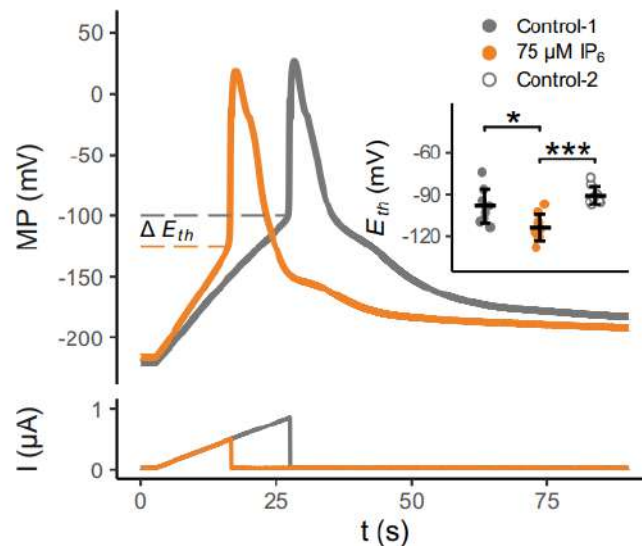 Control-1
75 µM IP₆
Control-2
50
0
-50
-100
-150
-200
MP (mV)
Δ Eₜₕ
*
***
Eₜₕ (mV)
-60
-90
-120
I (µA)
1
0
0
25
50
75
t (s)